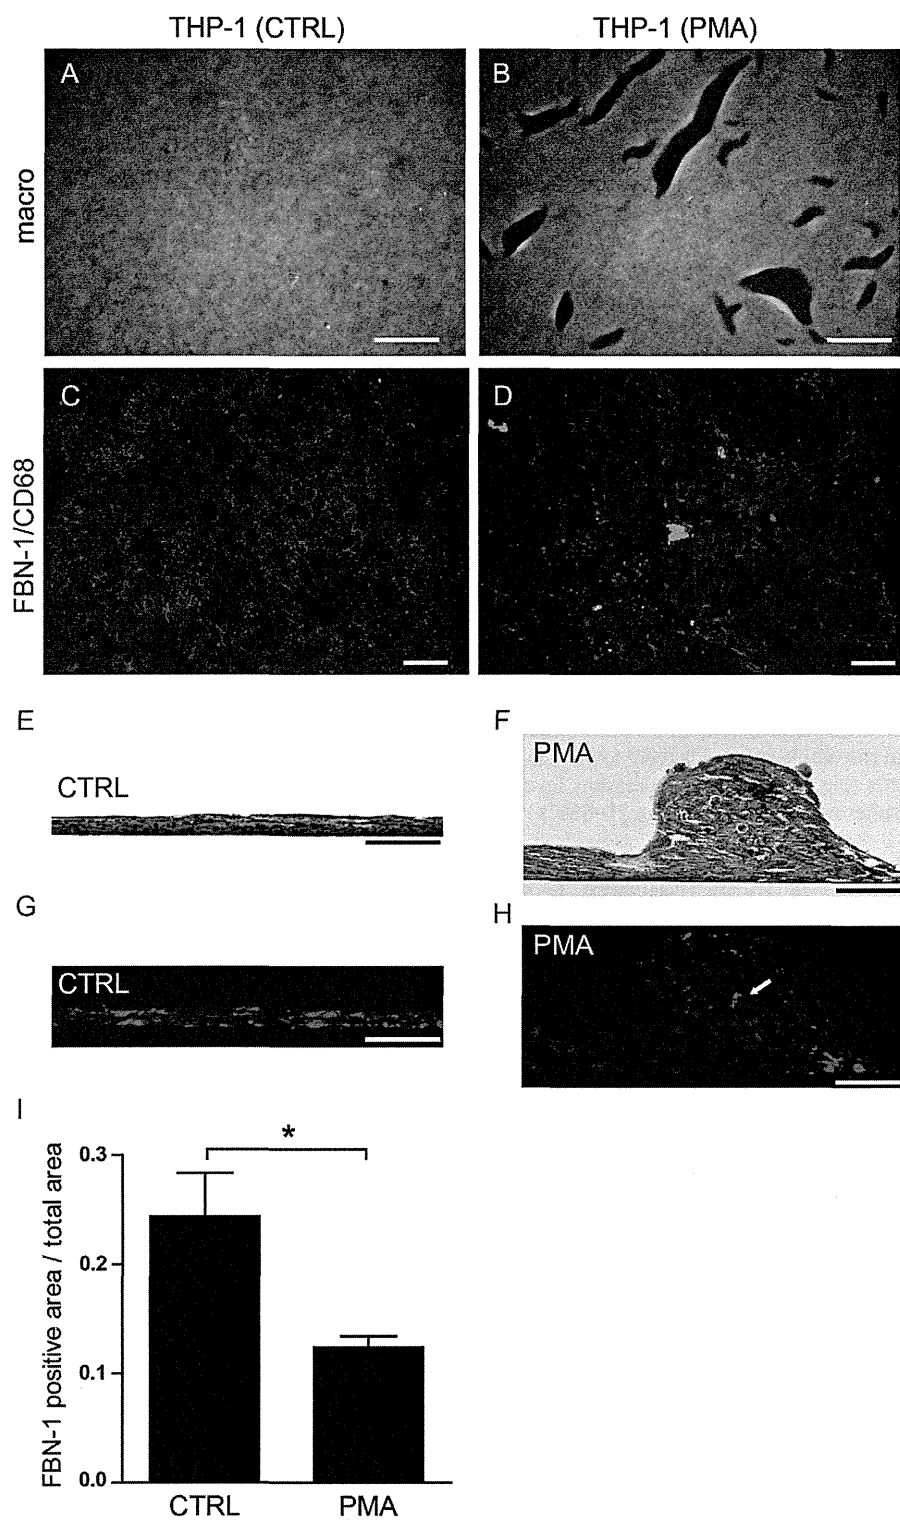 THP-1 (CTRL)
THP-1 (PMA)
macro
A
B
FBN-1/CD68
C
D
E
CTRL
F
PMA
G
CTRL
H
PMA
I
*
FBN-1 positive area / total area
0.3
0.2
0.1
0.0
CTRL
PMA